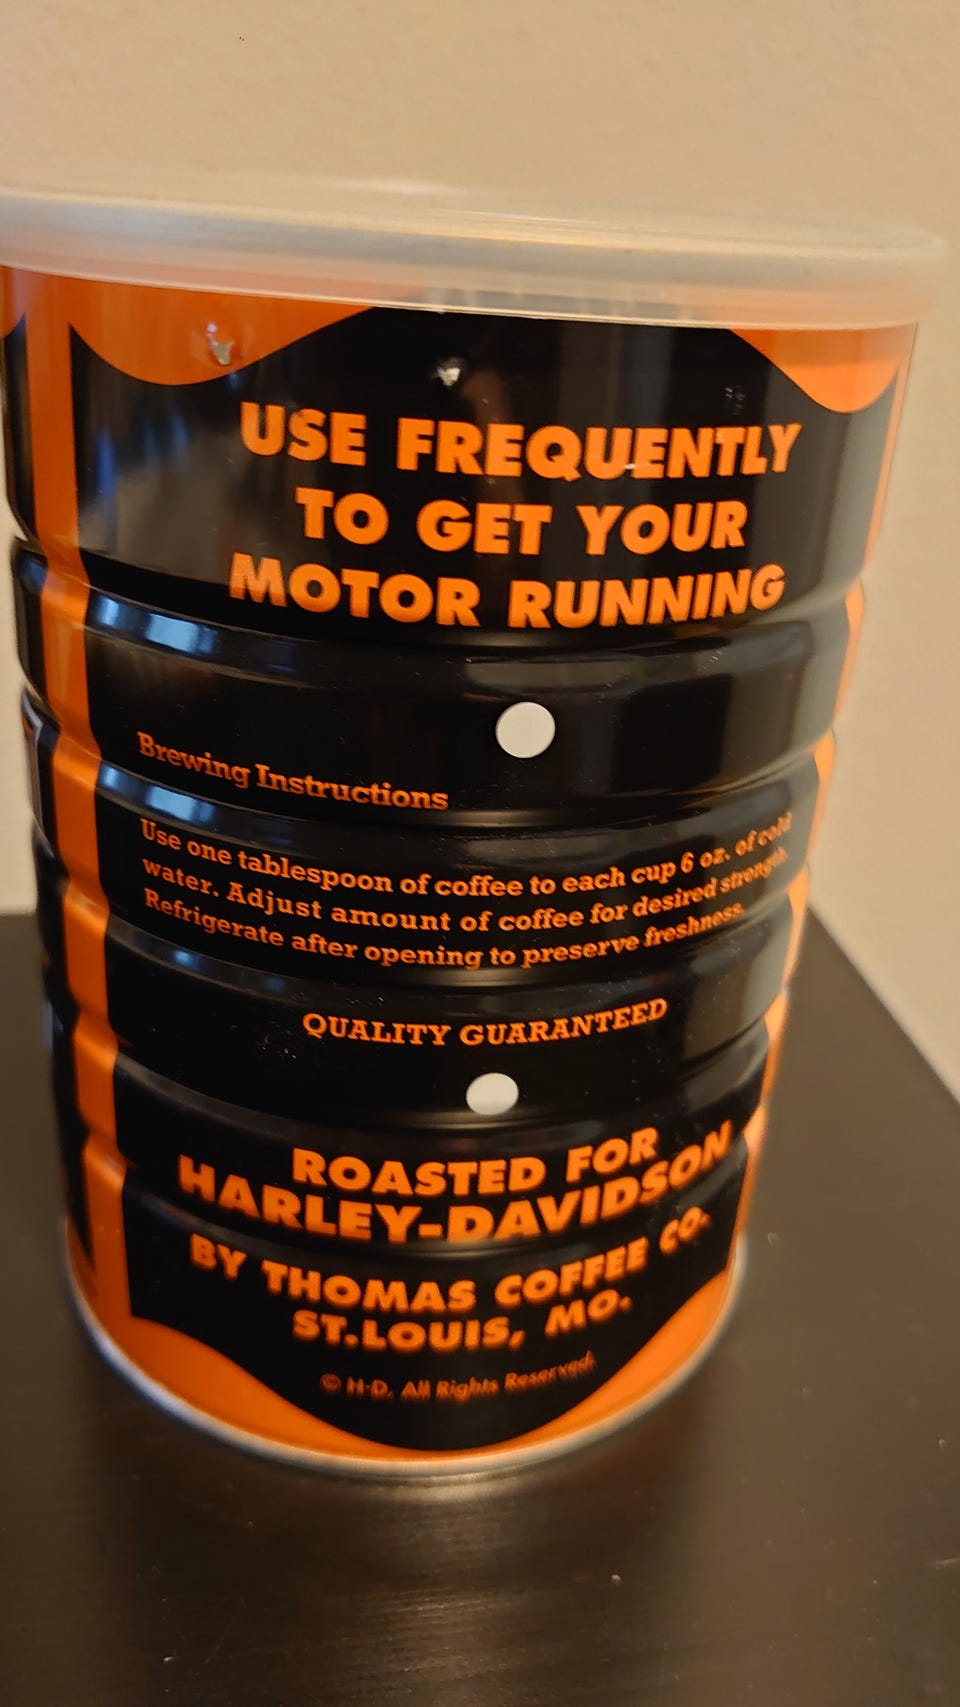 USE FREQUENTLY
TO GET YOUR
MOTOR RUNNING
Brewing Instructions
Use one tablespoon of coffee to each cup 6 oz. of cold
water. Adjust amount of coffee for desired strength.
Refrigerate after opening to preserve freshness.
QUALITY GUARANTEED
ROASTED FOR
HARLEY-DAVIDSON
BY THOMAS COFFEE CO.
ST.LOUIS, MO.
© H-D. All Rights Reserved.